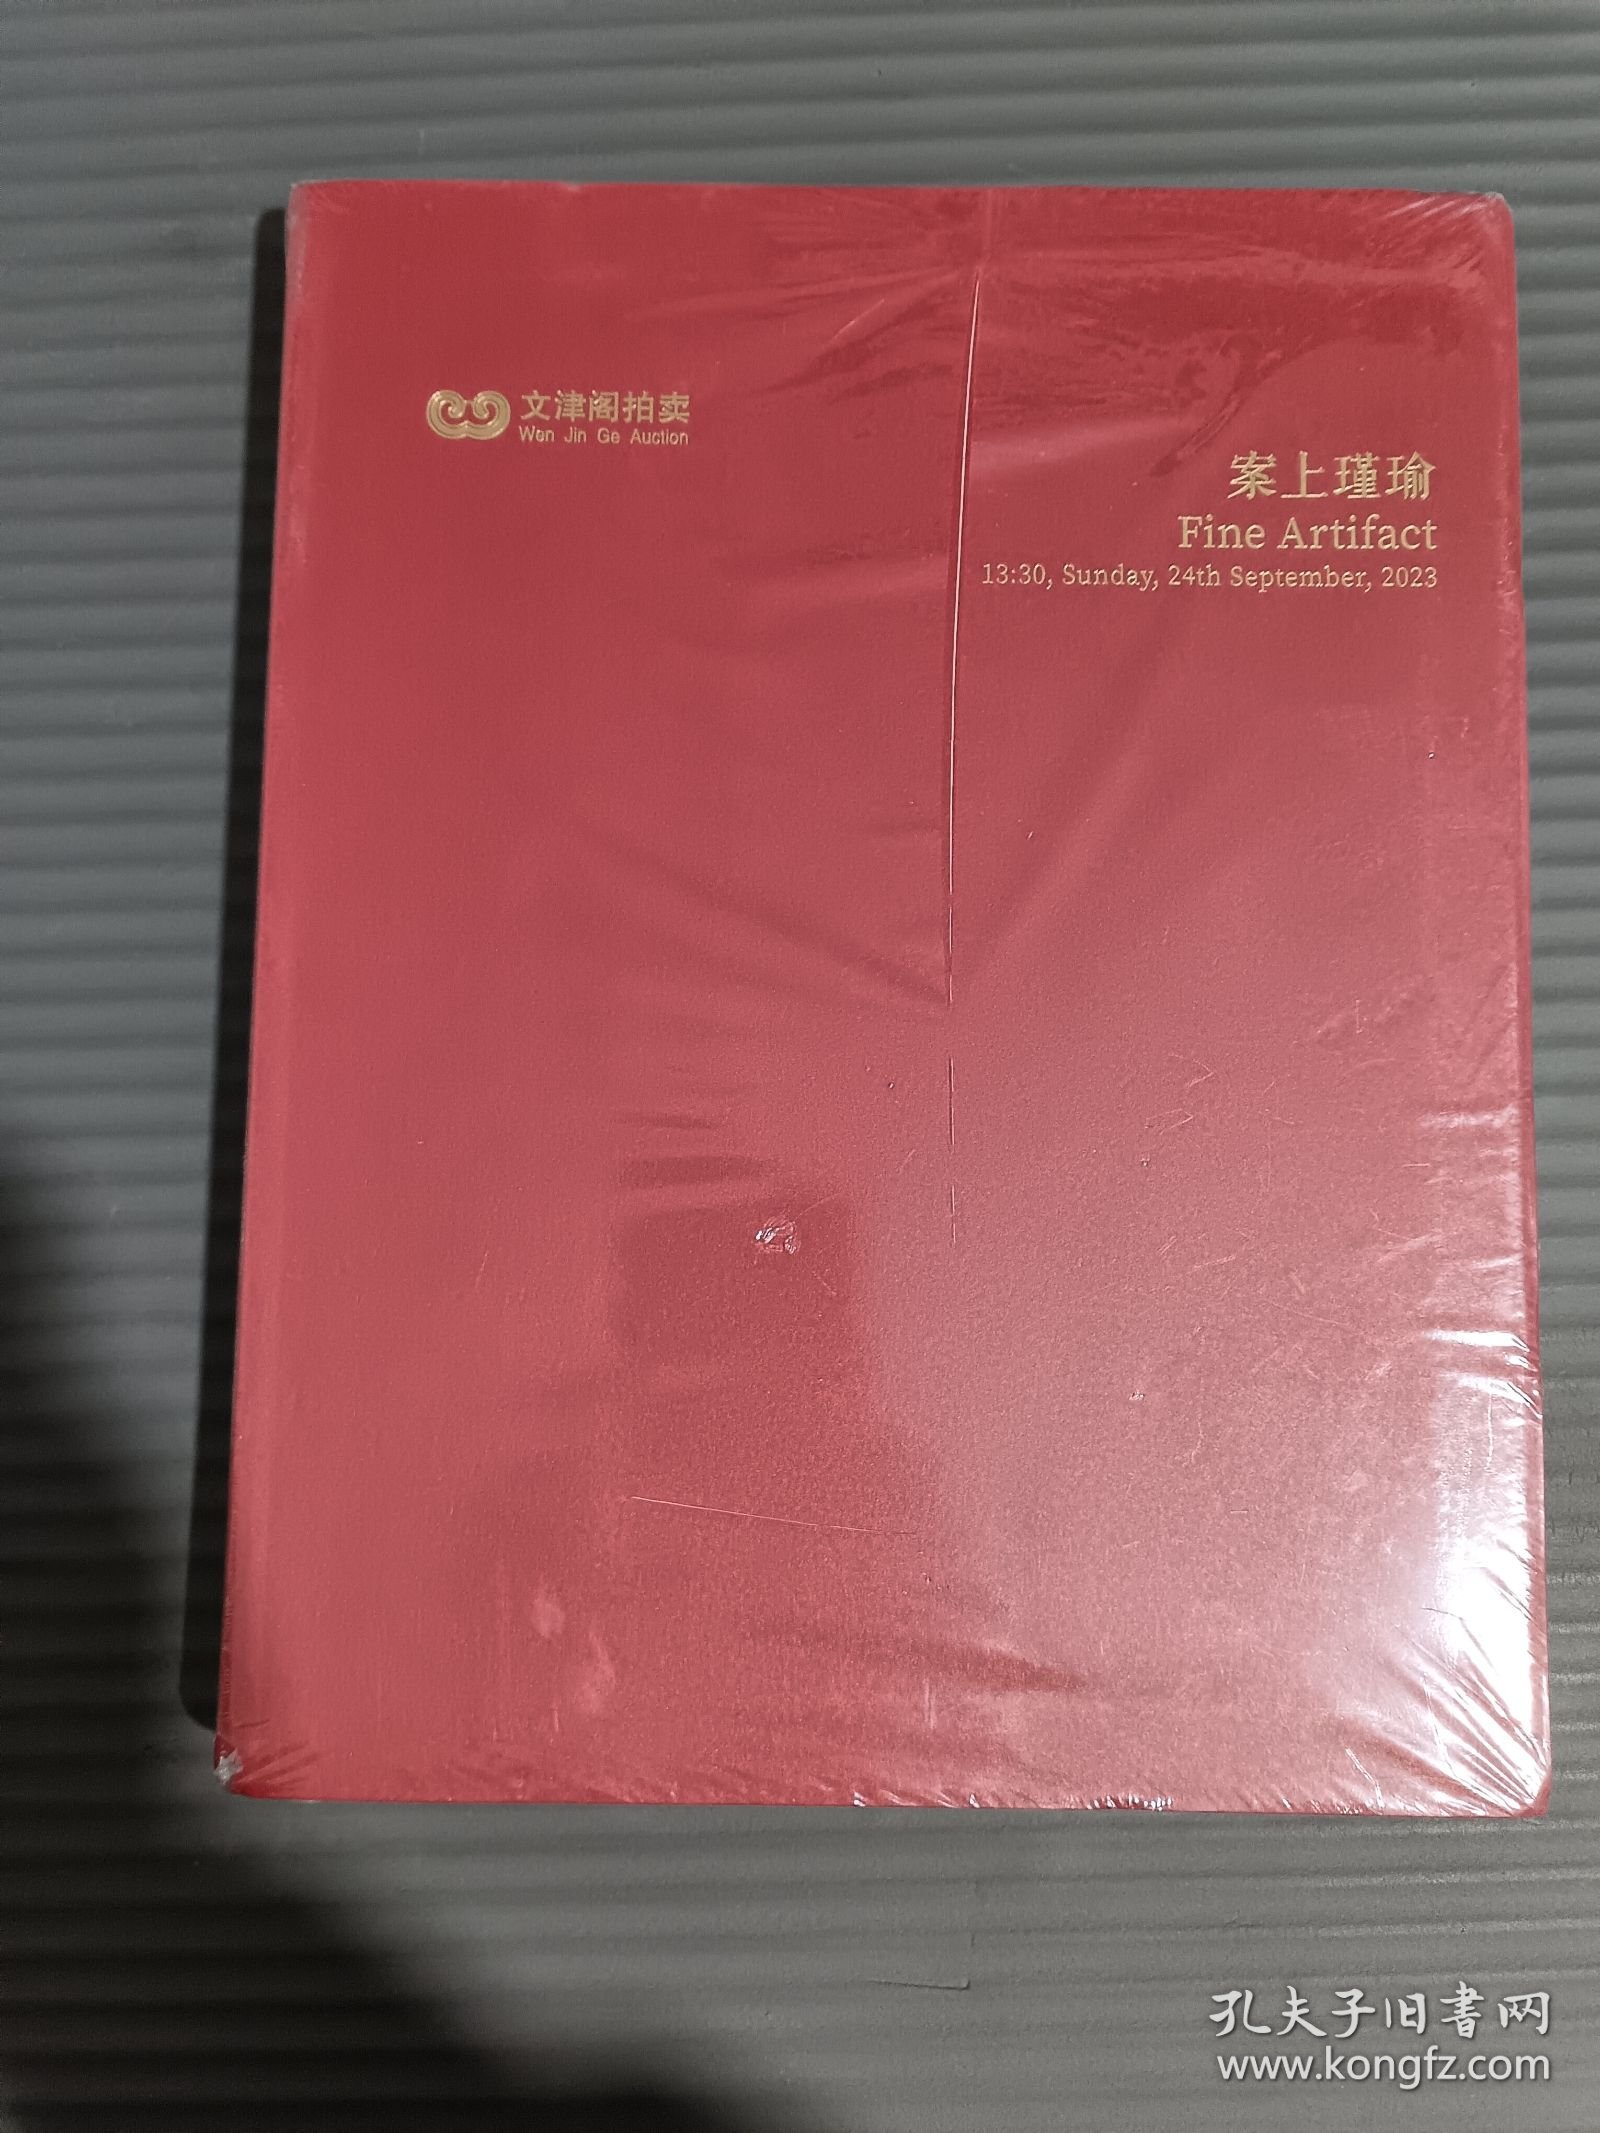 文津阁拍卖
Wen Jin Ge Auction
案上瑾瑜
Fine Artifact
13:30, Sunday, 24th September, 2023
孔夫子旧书网
www.kongfz.com